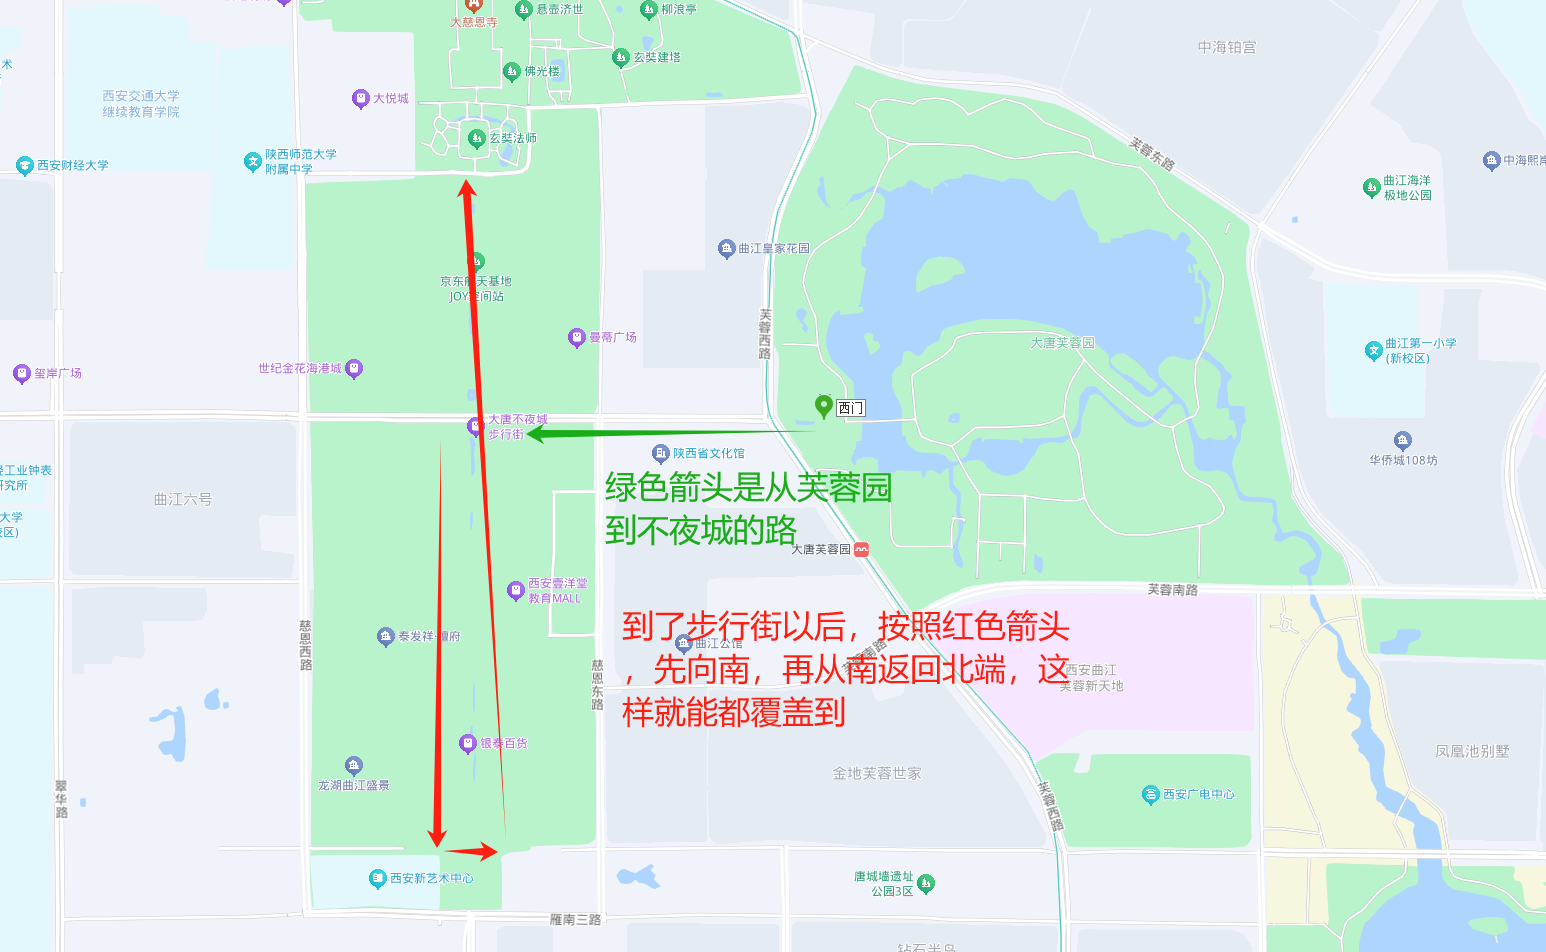 悬壶济世
柳浪亭
大慈恩寺
中海铂宫
玄奘建塔
术
佛光楼
西安交通大学
继续教育学院
大悦城
玄奘法师
芙蓉东路
陕西师范大学
附属中学
西安财经大学
中海熙岸
曲江海洋
极地公园
曲江皇家花园
京东航天基地
JOY空间站
芙蓉西路
曼蒂广场
大唐芙蓉园
曲江第一小学
(新校区)
世纪金花海港城
玺岸广场
西门
大唐不夜城
步行街
陕西省文化馆
华侨城108坊
轻工业钟表
研究所
绿色箭头是从芙蓉园
到不夜城的路
曲江六号
大学
校区)
大唐芙蓉园
西安壹洋堂
教育MALL
芙蓉南路
到了步行街以后，按照红色箭头
，先向南，再从南返回北端，这
样就能都覆盖到
慈恩西路
泰发祥·檀府
曲江公馆
芙蓉南路
西安曲江
芙蓉新天地
慈恩东路
银泰百货
凤凰池别墅
龙湖曲江盛景
金地芙蓉世家
翠华路
芙蓉西路
西安广电中心
西安新艺术中心
唐城墙遗址
公园3区
雁南三路
钻石半岛